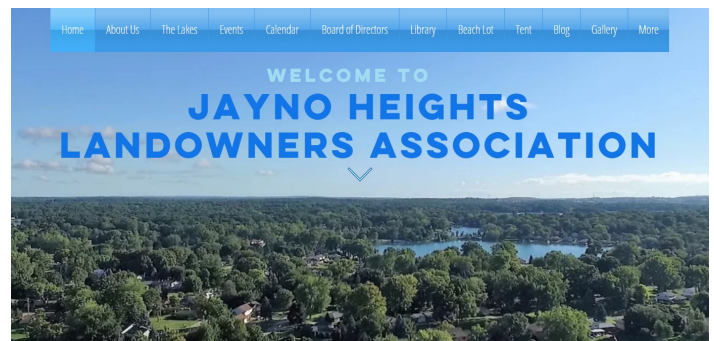 Home About Us The Lakes Events Calendar Board of Directors Library Beach Lot Tent Blog Gallery More
WELCOME TO
JAYNO HEIGHTS
LANDOWNERS ASSOCIATION